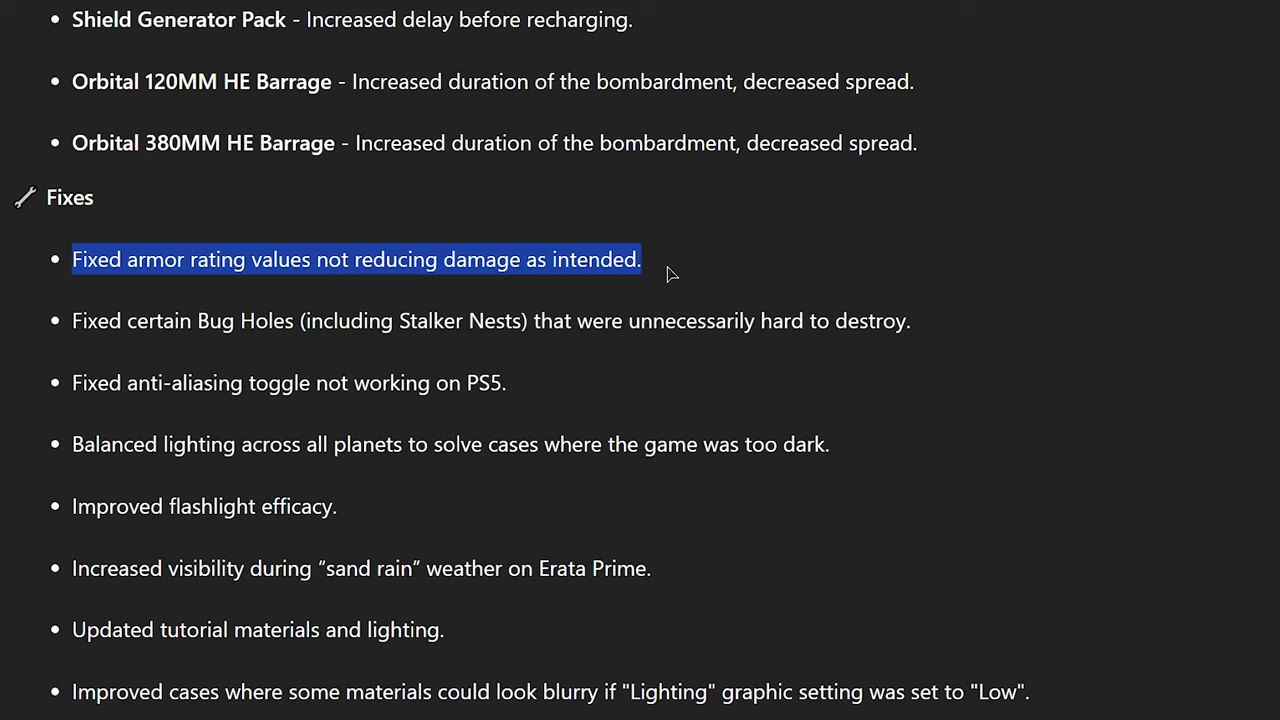 • Shield Generator Pack - Increased delay before recharging.
• Orbital 120MM HE Barrage - Increased duration of the bombardment, decreased spread.
• Orbital 380MM HE Barrage - Increased duration of the bombardment, decreased spread.
Fixes
• Fixed armor rating values not reducing damage as intended.
• Fixed certain Bug Holes (including Stalker Nests) that were unnecessarily hard to destroy.
• Fixed anti-aliasing toggle not working on PS5.
• Balanced lighting across all planets to solve cases where the game was too dark.
• Improved flashlight efficacy.
• Increased visibility during “sand rain” weather on Erata Prime.
• Updated tutorial materials and lighting.
• Improved cases where some materials could look blurry if "Lighting" graphic setting was set to "Low".